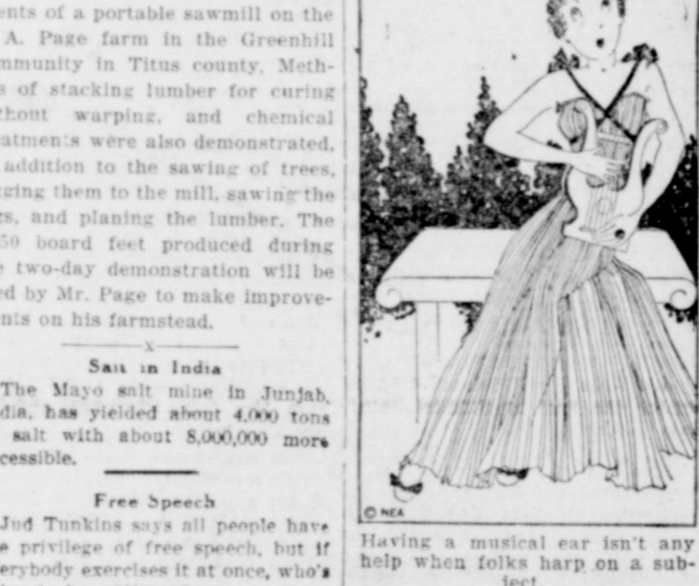 ents of a portable sawmill on the
A. Page farm in the Greenhill
mmunity in Titus county. Meth-
s of stacking lumber for curing
thout warping, and chemical
atments were also demonstrated,
addition to the sawing of trees,
ging them to the mill, sawing the
gs, and planing the lumber. The
50 board feet produced during
e two-day demonstration will be
ed by Mr. Page to make improve-
nts on his farmstead.
x
Salt in India
The Mayo salt mine in Junjab,
dia, has yielded about 4,000 tons
salt with about 8,000,000 more
cessible.
Free Speech
Jud Tunkins says all people have
e privilege of free speech, but if
erybody exercises it at once, who's
© NEA
Having a musical ear isn't any
help when folks harp on a sub-
ject